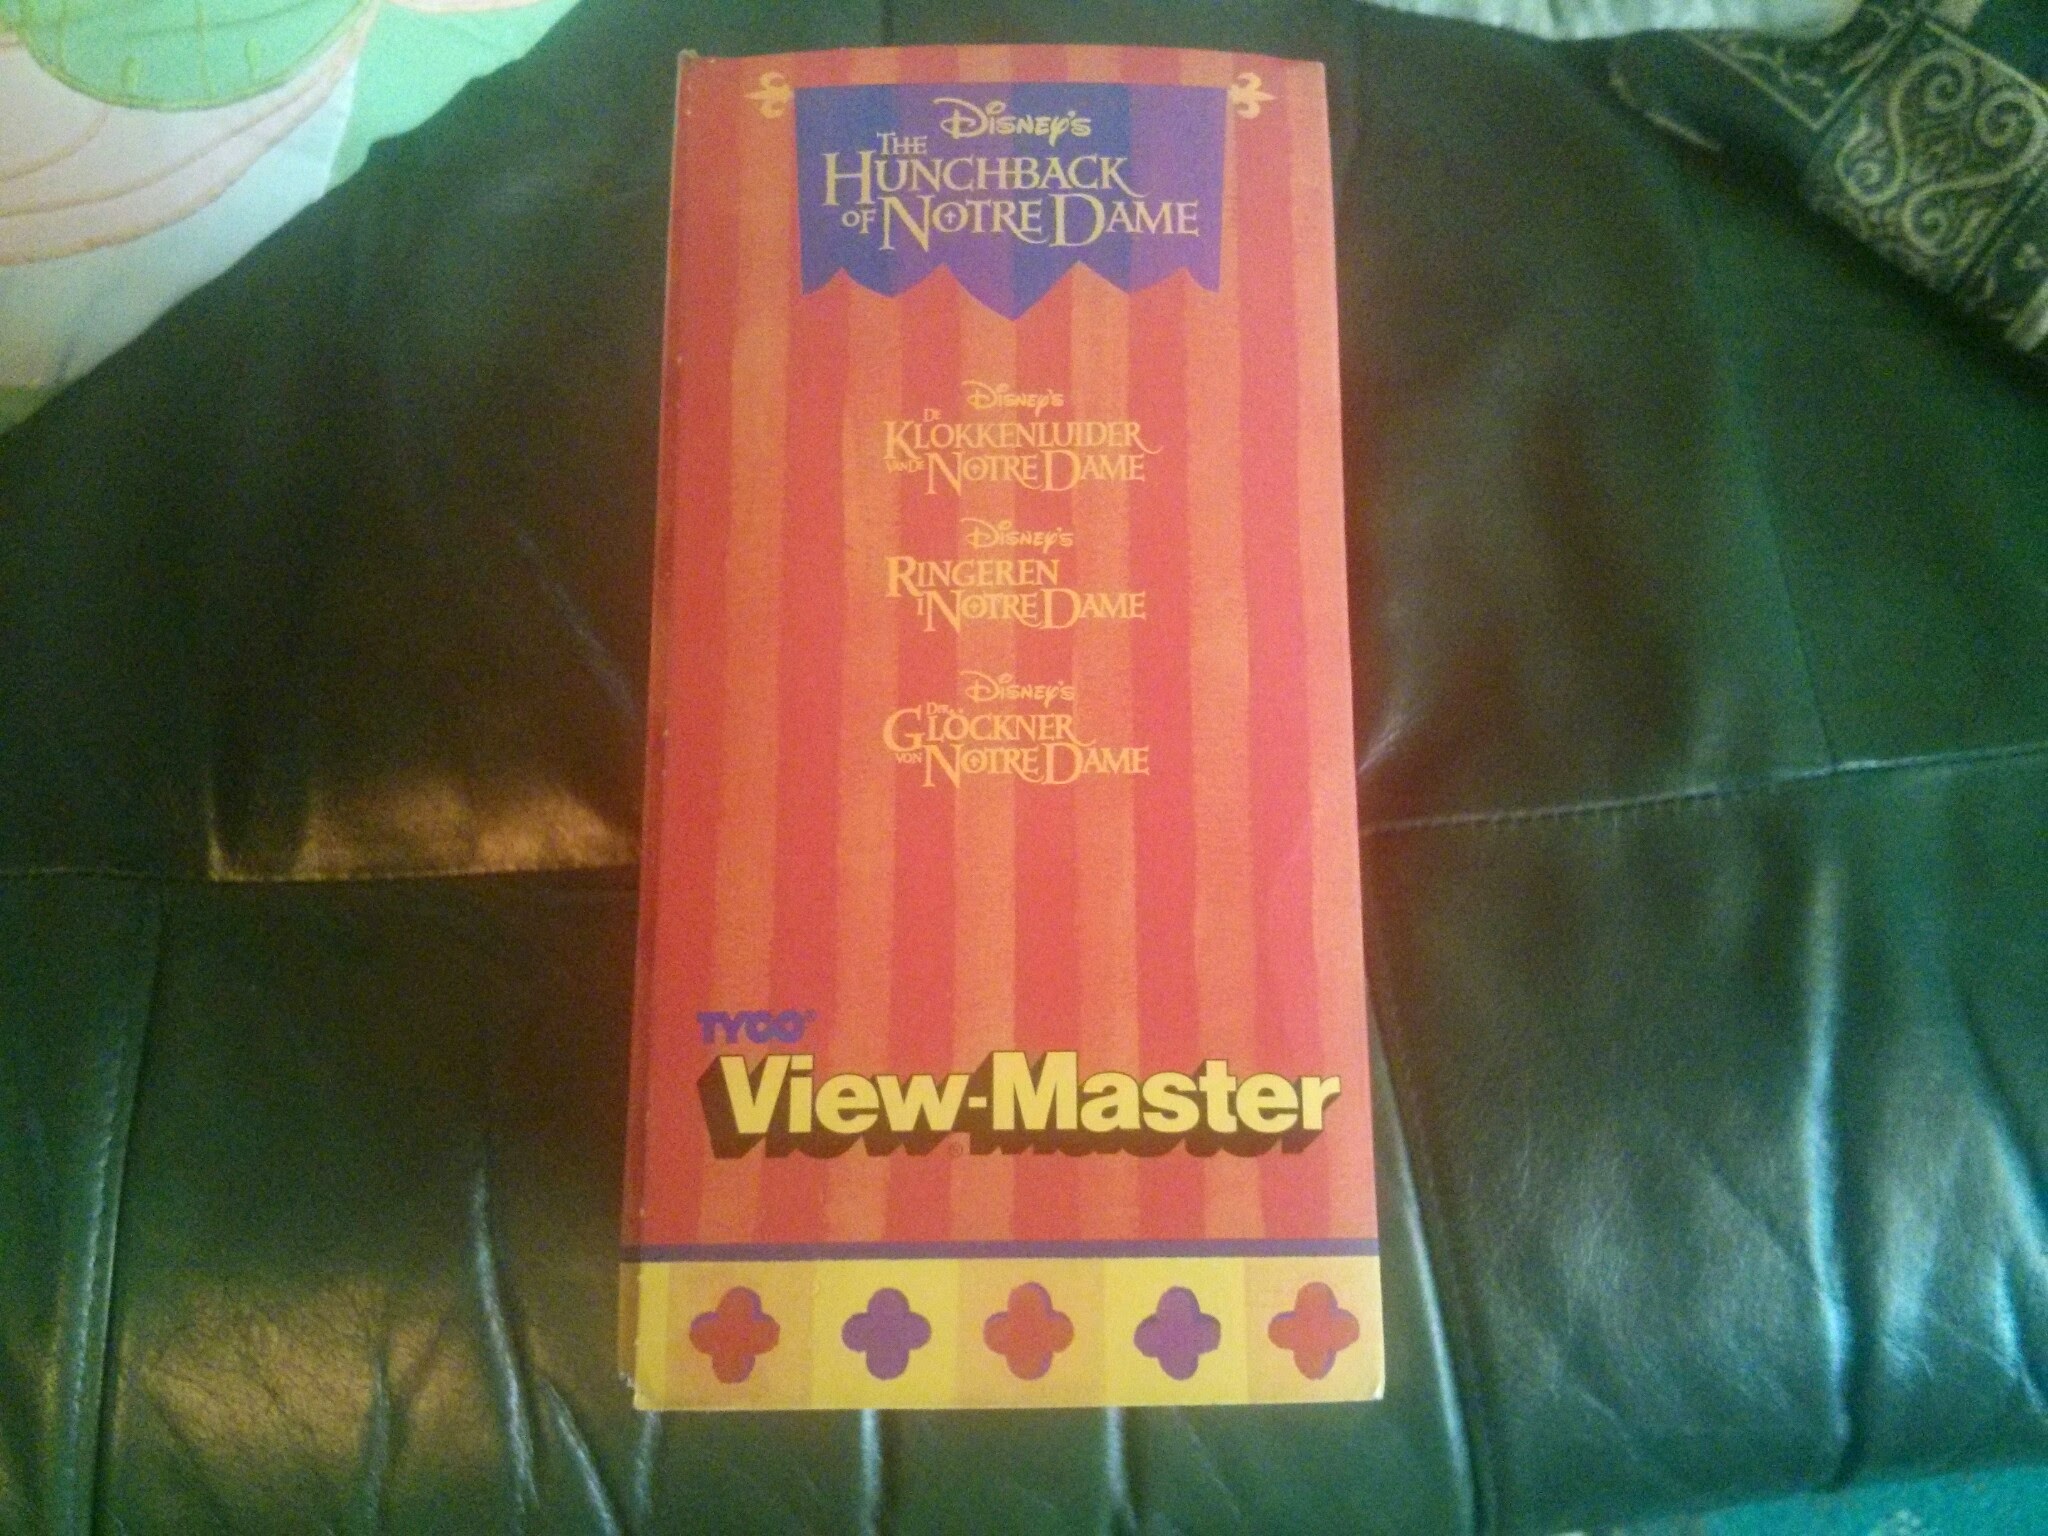 Disney's
THE
HUNCHBACK
OF NOTRE DAME
Disney's
DE
KLOKKENLUIDER
VAN DE NOTRE DAME
Disney's
RINGEREN
I NOTRE DAME
Disney's
DER
GLÖCKNER
VON NOTRE DAME
TYCO®
View-Master
®